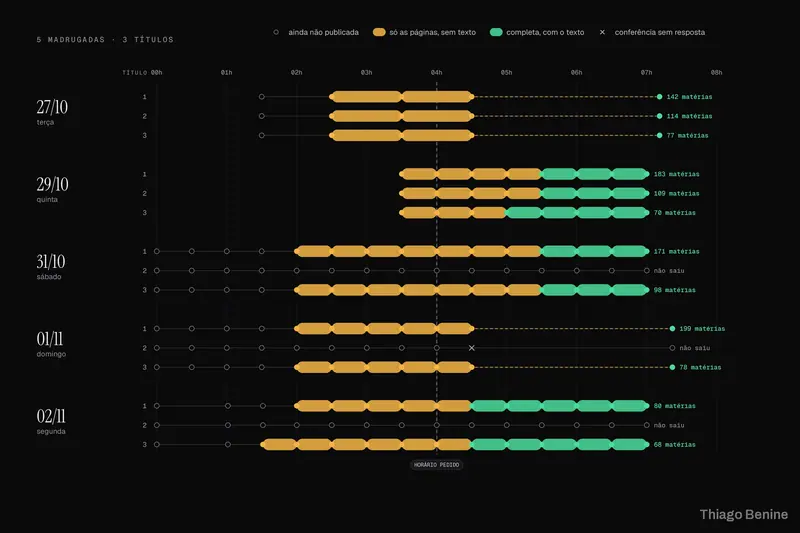 5 MADRUGADAS · 3 TÍTULOS
ainda não publicada só as páginas, sem texto completa, com o texto conferência sem resposta
TÍTULO 00h 01h 02h 03h 04h 05h 06h 07h 08h
27/10
terça
1 142 matérias
2 114 matérias
3 77 matérias
29/10
quinta
1 183 matérias
2 109 matérias
3 70 matérias
31/10
sábado
1 171 matérias
2 não saiu
3 98 matérias
01/11
domingo
1 199 matérias
2 não saiu
3 78 matérias
02/11
segunda
1 80 matérias
2 não saiu
3 68 matérias
HORÁRIO PEDIDO
Thiago Benine